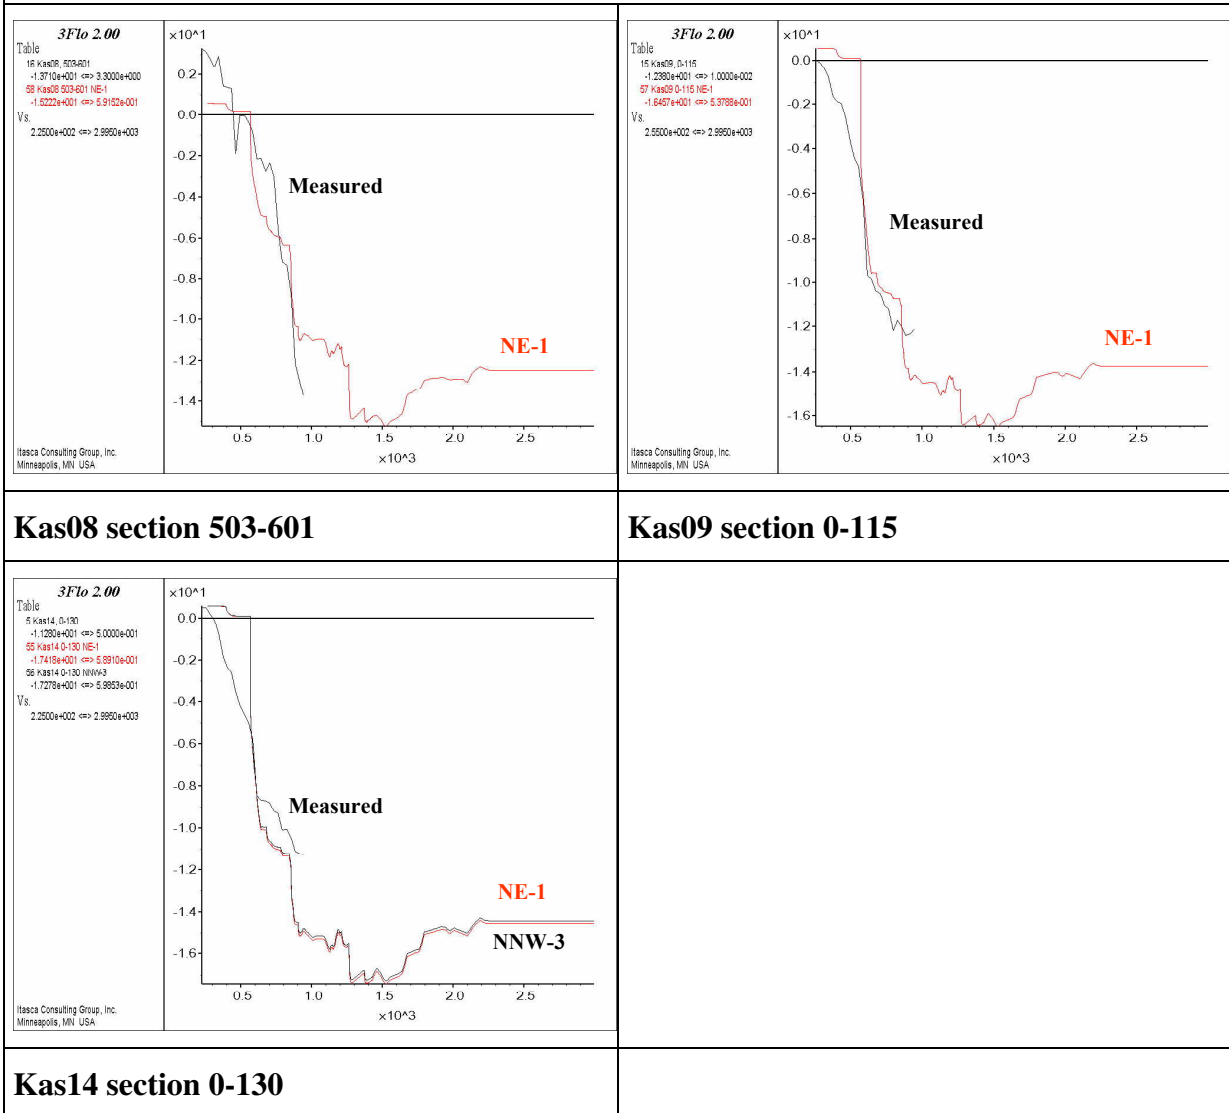 3Flo 2.00
Table
16 Kas08, 503-601
-1.3710e+001 <=> 3.3000e+000
58 Kas08 503-601 NE-1
-1.5222e+001 <=> 5.9152e-001
Vs.
2.2500e+002 <=> 2.9950e+003
Itasca Consulting Group, Inc.
Minneapolis, MN USA
×10^1
0.2
0.0
-0.2
-0.4
-0.6
-0.8
-1.0
-1.2
-1.4
Measured
NE-1
0.5 1.0 1.5 2.0 2.5
×10^3
3Flo 2.00
Table
15 Kas09, 0-115
-1.2380e+001 <=> 1.0000e-002
57 Kas09 0-115 NE-1
-1.6457e+001 <=> 5.3788e-001
Vs.
2.5500e+002 <=> 2.9950e+003
Itasca Consulting Group, Inc.
Minneapolis, MN USA
×10^1
0.0
-0.2
-0.4
-0.6
-0.8
-1.0
-1.2
-1.4
-1.6
Measured
NE-1
0.5 1.0 1.5 2.0 2.5
×10^3
Kas08 section 503-601
Kas09 section 0-115
3Flo 2.00
Table
5 Kas14, 0-130
-1.1280e+001 <=> 5.0000e-001
55 Kas14 0-130 NE-1
-1.7418e+001 <=> 5.8910e-001
56 Kas14 0-130 NNW-3
-1.7278e+001 <=> 5.9853e-001
Vs.
2.2500e+002 <=> 2.9950e+003
Itasca Consulting Group, Inc.
Minneapolis, MN USA
×10^1
0.0
-0.2
-0.4
-0.6
-0.8
-1.0
-1.2
-1.4
-1.6
Measured
NE-1
NNW-3
0.5 1.0 1.5 2.0 2.5
×10^3
Kas14 section 0-130